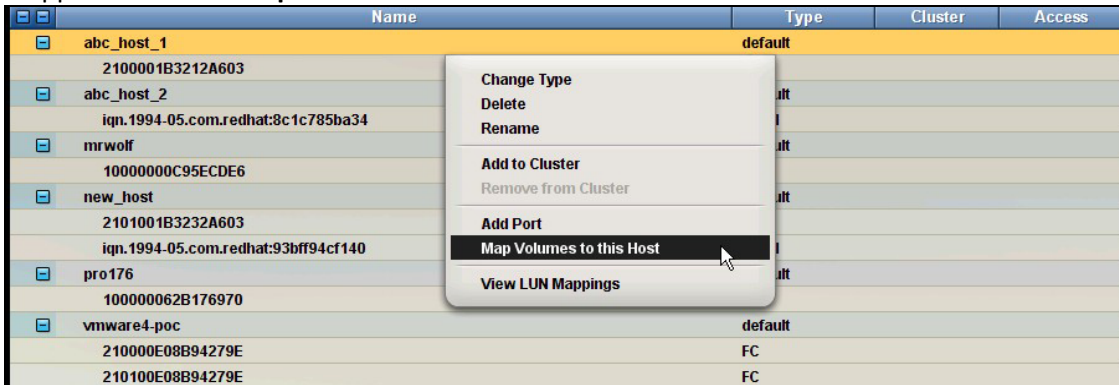 Name Type Cluster Access
abc_host_1 default
2100001B3212A603
Change Type
abc_host_2
Delete
iqn.1994-05.com.redhat:8c1c785ba34
Rename
mrwolf
10000000C95ECDE6
Add to Cluster
Remove from Cluster
new_host
2101001B3232A603
Add Port
iqn.1994-05.com.redhat:93bff94cf140
Map Volumes to this Host
pro176
View LUN Mappings
100000062B176970
vmware4-poc default
210000E08B94279E FC
210100E08B94279E FC